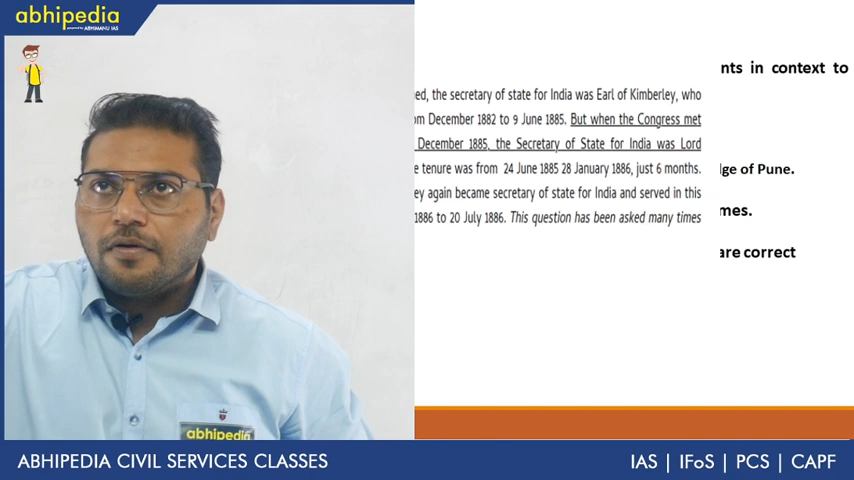 abhipedia
powered by ABHIMANU IAS
nts in context to
ed, the secretary of state for India was Earl of Kimberley, who
om December 1882 to 9 June 1885. But when the Congress met
December 1885, the Secretary of State for India was Lord
e tenure was from 24 June 1885 28 January 1886, just 6 months.
lge of Pune.
ey again became secretary of state for India and served in this
mes.
1886 to 20 July 1886. This question has been asked many times
are correct
abhipedia
ABHIPEDIA CIVIL SERVICES CLASSES
IAS | IFoS | PCS | CAPF